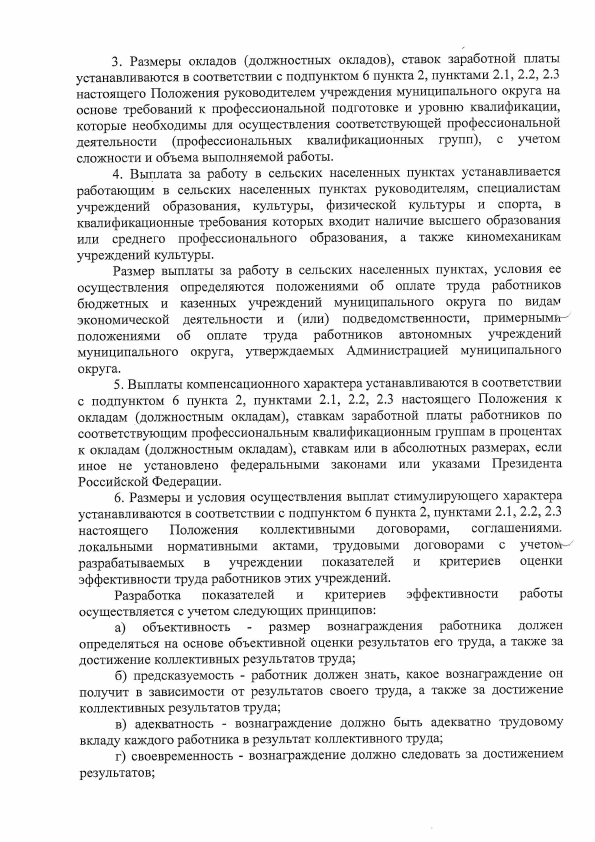 3. Размеры окладов (должностных окладов), ставок заработной платы
устанавливаются в соответствии с подпунктом 6 пункта 2, пунктами 2.1, 2.2, 2.3
настоящего Положения руководителем учреждения муниципального округа на
основе требований к профессиональной подготовке и уровню квалификации,
которые необходимы для осуществления соответствующей профессиональной
деятельности (профессиональных квалификационных групп), с учетом
сложности и объема выполняемой работы.
4. Выплата за работу в сельских населенных пунктах устанавливается
работающим в сельских населенных пунктах руководителям, специалистам
учреждений образования, культуры, физической культуры и спорта, в
квалификационные требования которых входит наличие высшего образования
или среднего профессионального образования, а также киномеханикам
учреждений культуры.
Размер выплаты за работу в сельских населенных пунктах, условия ее
осуществления определяются положениями об оплате труда работников
бюджетных и казенных учреждений муниципального округа по видам
экономической деятельности и (или) подведомственности, примерными
положениями об оплате труда работников автономных учреждений
муниципального округа, утверждаемых Администрацией муниципального
округа.
5. Выплаты компенсационного характера устанавливаются в соответствии
с подпунктом 6 пункта 2, пунктами 2.1, 2.2, 2.3 настоящего Положения к
окладам (должностным окладам), ставкам заработной платы работников по
соответствующим профессиональным квалификационным группам в процентах
к окладам (должностным окладам), ставкам или в абсолютных размерах, если
иное не установлено федеральными законами или указами Президента
Российской Федерации.
6. Размеры и условия осуществления выплат стимулирующего характера
устанавливаются в соответствии с подпунктом 6 пункта 2, пунктами 2.1, 2.2, 2.3
настоящего Положения коллективными договорами, соглашениями.
локальными нормативными актами, трудовыми договорами с учетом
разрабатываемых в учреждении показателей и критериев оценки
эффективности труда работников этих учреждений.
Разработка показателей и критериев эффективности работы
осуществляется с учетом следующих принципов:
а) объективность - размер вознаграждения работника должен
определяться на основе объективной оценки результатов его труда, а также за
достижение коллективных результатов труда;
б) предсказуемость - работник должен знать, какое вознаграждение он
получит в зависимости от результатов своего труда, а также за достижение
коллективных результатов труда;
в) адекватность - вознаграждение должно быть адекватно трудовому
вкладу каждого работника в результат коллективного труда;
г) своевременность - вознаграждение должно следовать за достижением
результатов;